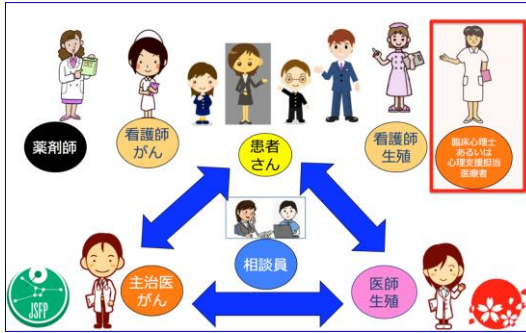 薬剤師
看護師
がん
患者
さん
看護師
生殖
臨床心理士
あるいは
心理支援担当
医療者
相談員
主治医
がん
医師
生殖
JSFP